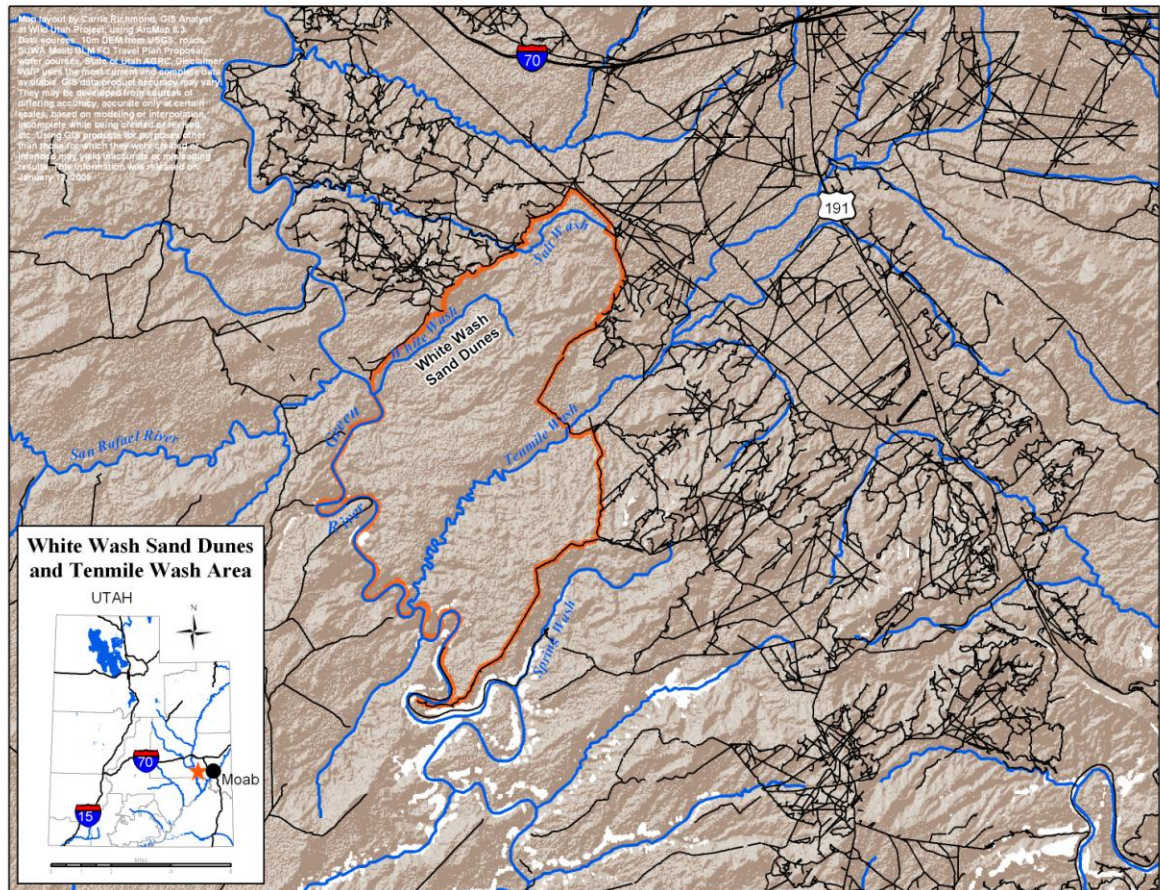 Map layout by Carrie Richmond, GIS Analyst
at Wild Utah Project, using ArcMap 8.3.
Data sources: 10m DEM from USGS, roads,
SUWA Moab BLM FO Travel Plan Proposal,
water courses, State of Utah AGRC. Disclaimer:
WUP uses the most current and complete data
available. GIS data product accuracy may vary.
They may be developed from sources of
differing accuracy, accurate only at certain
scales, based on modeling or interpolation,
incomplete while being created or revised,
etc. Using GIS products for purposes other
than those for which they were created or
intended may yield inaccurate or misleading
results. This information was released on
January
70
191
Salt Wash
White Wash
White Wash
Sand Dunes
Green
River
San Rafael River
Tenmile Wash
Spring Wash
White Wash Sand Dunes
and Tenmile Wash Area
UTAH
N
70
Moab
15
Miles